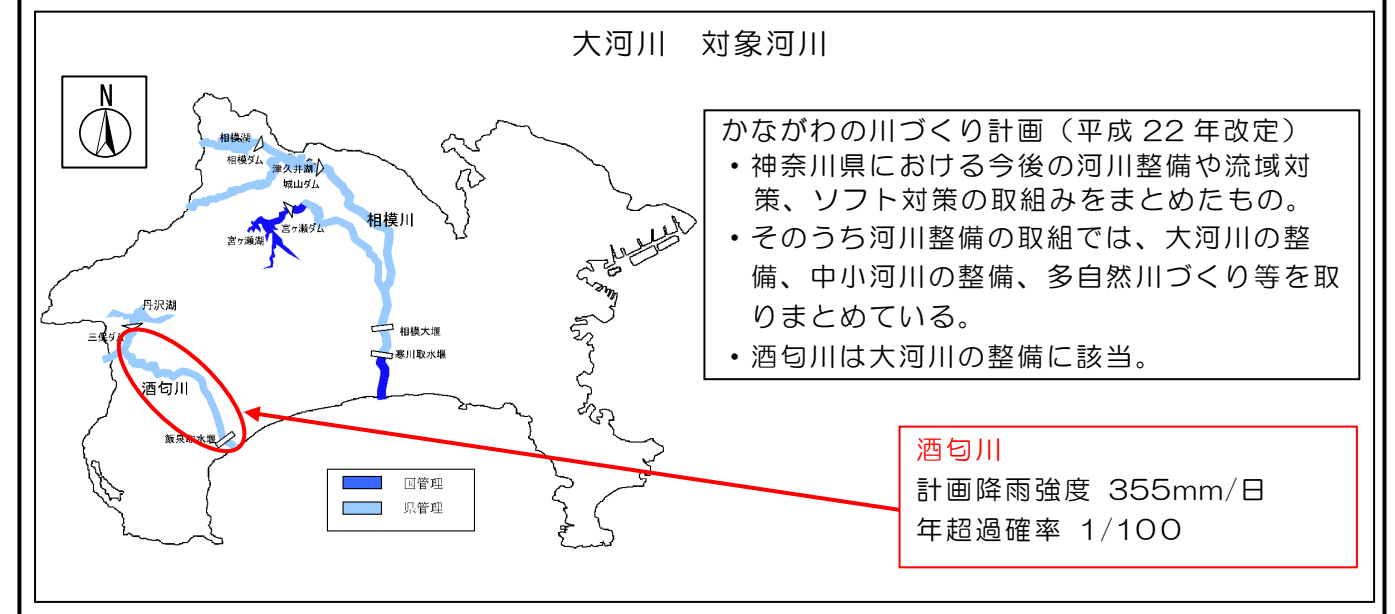 大河川　対象河川
N
相模湖
相模ダム
津久井湖
城山ダム
相模川
宮ヶ瀬ダム
宮ヶ瀬湖
丹沢湖
三保ダム
相模大堰
寒川取水堰
酒匂川
飯泉取水堰
国管理
県管理
かながわの川づくり計画（平成 22 年改定）
・神奈川県における今後の河川整備や流域対
策、ソフト対策の取組みをまとめたもの。
・そのうち河川整備の取組では、大河川の整
備、中小河川の整備、多自然川づくり等を取
りまとめている。
・酒匂川は大河川の整備に該当。
酒匂川
計画降雨強度 355mm/日
年超過確率 1/100